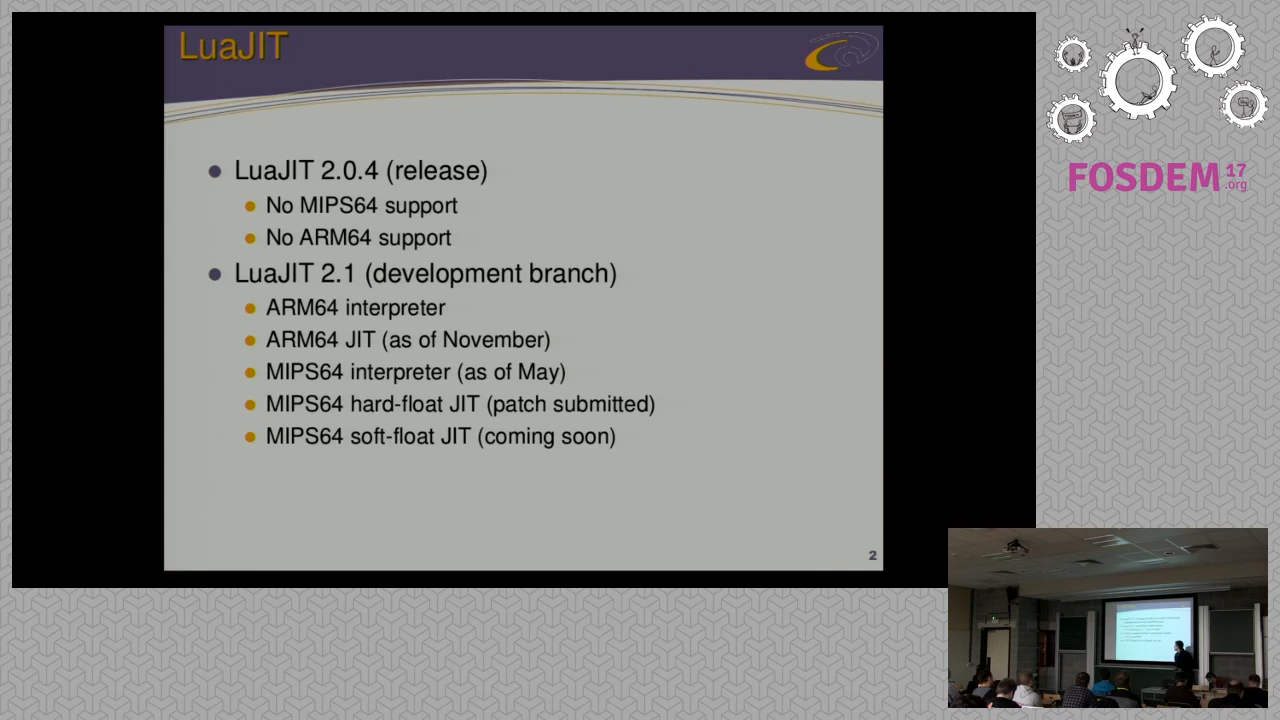 LuaJIT
LuaJIT 2.0.4 (release)
No MIPS64 support
No ARM64 support
LuaJIT 2.1 (development branch)
ARM64 interpreter
ARM64 JIT (as of November)
MIPS64 interpreter (as of May)
MIPS64 hard-float JIT (patch submitted)
MIPS64 soft-float JIT (coming soon)
2
FOSDEM 17
.org